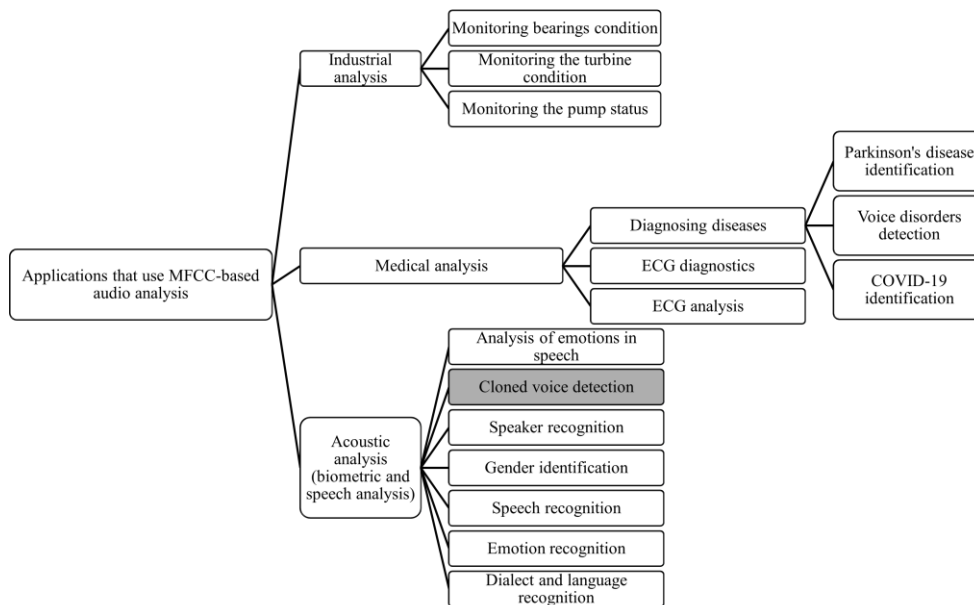 Monitoring bearings condition
Industrial
analysis
Monitoring the turbine
condition
Monitoring the pump status
Parkinson's disease
identification
Diagnosing diseases
Voice disorders
detection
Applications that use MFCC-based
audio analysis
Medical analysis
ECG diagnostics
COVID-19
identification
ECG analysis
Analysis of emotions in
speech
Cloned voice detection
Acoustic
analysis
(biometric and
speech analysis)
Speaker recognition
Gender identification
Speech recognition
Emotion recognition
Dialect and language
recognition